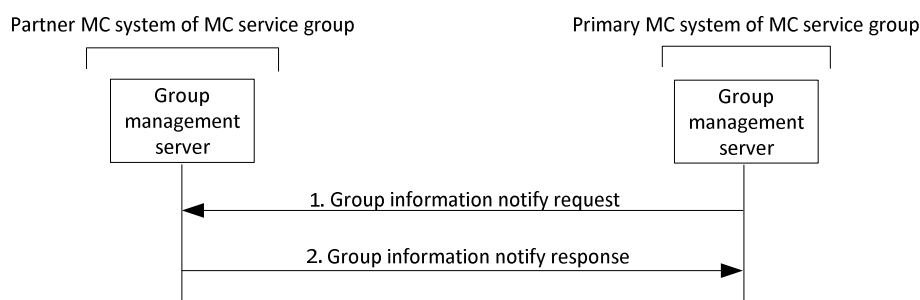 Partner MC system of MC service group
Primary MC system of MC service group
Group
management
server
Group
management
server
1. Group information notify request
2. Group information notify response